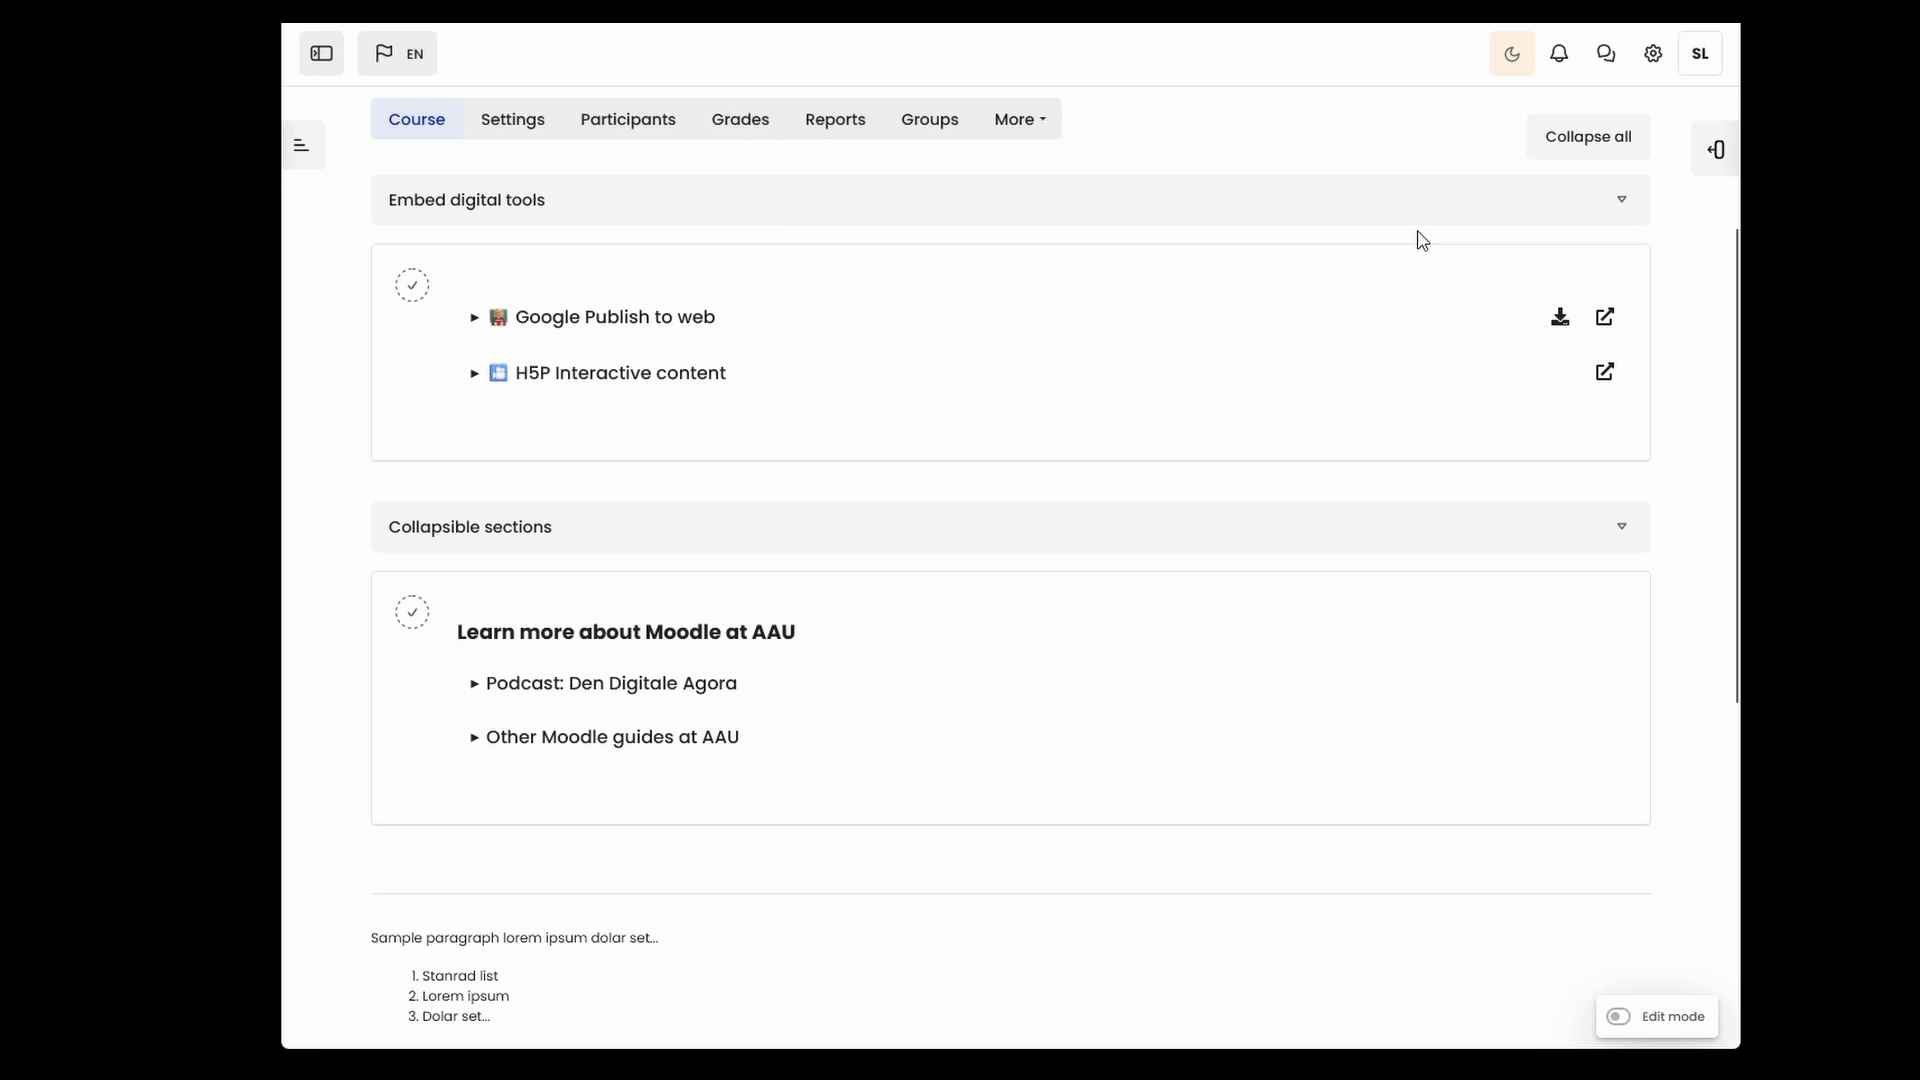 EN
SL
Course
Settings
Participants
Grades
Reports
Groups
More
Collapse all
Embed digital tools
Google Publish to web
H5P Interactive content
Collapsible sections
Learn more about Moodle at AAU
Podcast: Den Digitale Agora
Other Moodle guides at AAU
Sample paragraph lorem ipsum dolar set...
1. Stanrad list
2. Lorem ipsum
3. Dolar set...
Edit mode